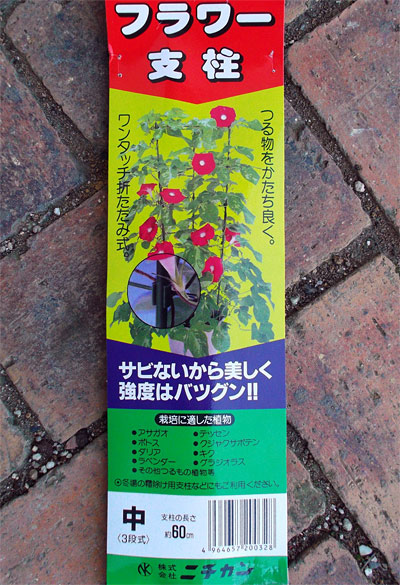 フラワー
支柱
つる物をかたち良く。
ワンタッチ折たたみ式。
サビないから美しく
強度はバツグン!!
栽培に適した植物
●アサガオ
●ポトス
●ダリア
●ラベンダー
●テッセン
●クジャクサボテン
●キク
●グラジオラス
●その他つるもの植物等
◎冬場の霜除け用支柱などにもご利用ください。
中
(3段式)
支柱の長さ
約60cm
4 964657 200328
NK 株式会社 ニチカン